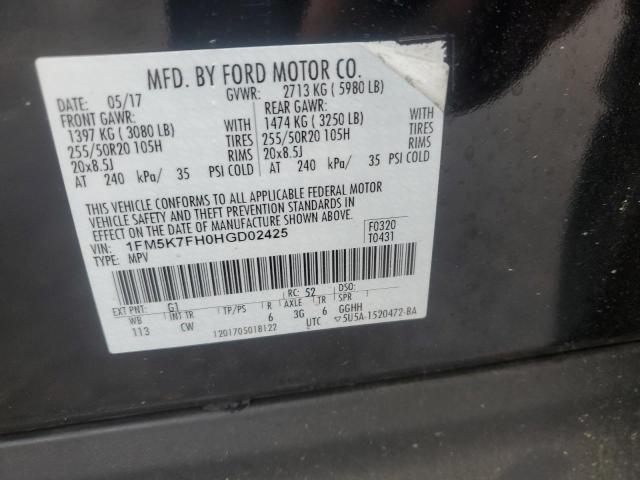 MFD. BY FORD MOTOR CO.
DATE: 05/17 GVWR: 2713 KG ( 5980 LB)
FRONT GAWR: REAR GAWR:
1397 KG ( 3080 LB) WITH 1474 KG ( 3250 LB) WITH
255/50R20 105H TIRES 255/50R20 105H TIRES
20x8.5J RIMS 20x8.5J RIMS
AT 240 kPa/ 35 PSI COLD AT 240 kPa/ 35 PSI COLD
THIS VEHICLE CONFORMS TO ALL APPLICABLE FEDERAL MOTOR
VEHICLE SAFETY AND THEFT PREVENTION STANDARDS IN
EFFECT ON THE DATE OF MANUFACTURE SHOWN ABOVE.
VIN: 1FM5K7FH0HGD02425 F0320
TYPE: MPV T0431
EXT PNT: G1 RC: 52 DSO:
WB INT TR TP/PS R AXLE TR SPR
113 CW 6 3G 6 GGHH
1201705018122 UTC ▽5U5A-1520472-BA